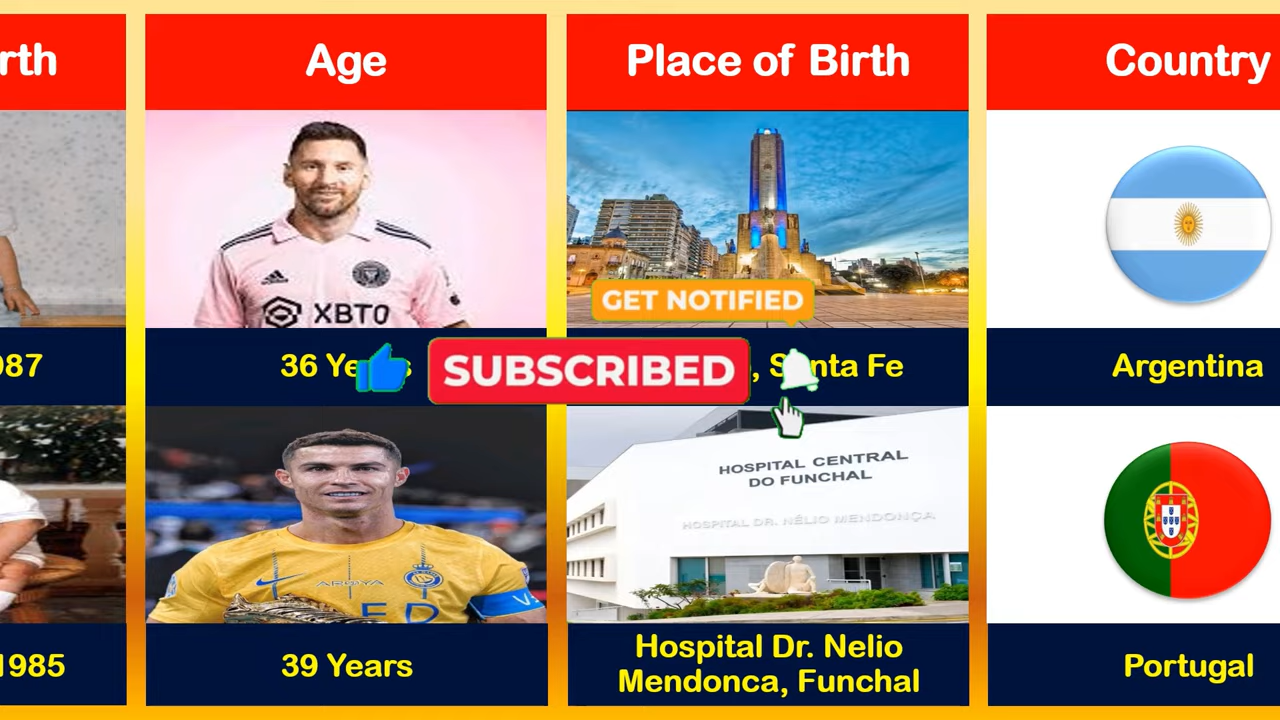 rth
Age
Place of Birth
Country
XBTO
GET NOTIFIED
987
36 Ye
s
SUBSCRIBED
, Santa Fe
Argentina
HOSPITAL CENTRAL
DO FUNCHAL
HOSPITAL DR. NÉLIO MENDONÇA
1985
39 Years
Hospital Dr. Nelio
Mendonca, Funchal
Portugal